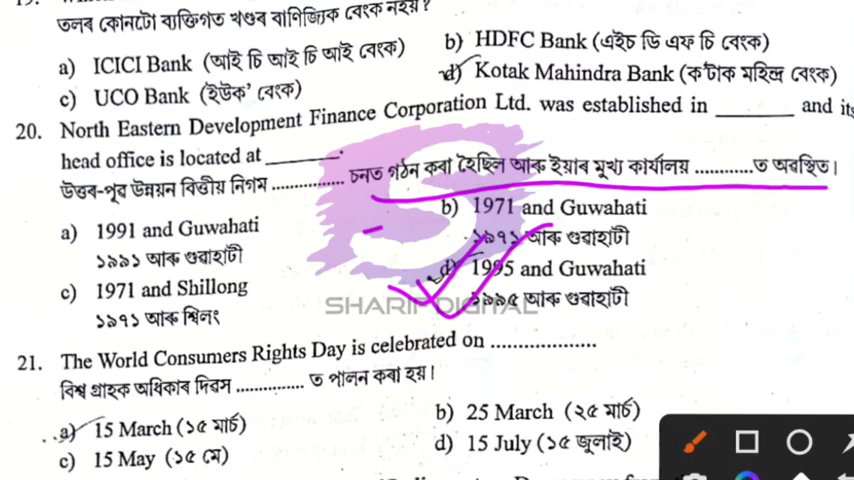 তলৰ কোনটো ব্যক্তিগত খণ্ডৰ বাণিজ্যিক বেংক নহয়?
a) ICICI Bank (আই চি আই চি আই বেংক)
b) HDFC Bank (এইচ ডি এফ চি বেংক)
c) UCO Bank (ইউক' বেংক)
d) Kotak Mahindra Bank (ক'টাক মহিন্দ্ৰ বেংক)
20. North Eastern Development Finance Corporation Ltd. was established in ________ and its
head office is located at ________.
উত্তৰ-পূৱ উন্নয়ন বিত্তীয় নিগম ............... চনত গঠন কৰা হৈছিল আৰু ইয়াৰ মুখ্য কাৰ্যালয় ............ত অৱস্থিত।
a) 1991 and Guwahati
১৯৯১ আৰু গুৱাহাটী
b) 1971 and Guwahati
১৯৭১ আৰু গুৱাহাটী
c) 1971 and Shillong
১৯৭১ আৰু শ্বিলং
d) 1995 and Guwahati
১৯৯৫ আৰু গুৱাহাটী
SHARIF DIGITAL
21. The World Consumers Rights Day is celebrated on ....................
বিশ্ব গ্ৰাহক অধিকাৰ দিৱস .............. ত পালন কৰা হয়।
a) 15 March (১৫ মাৰ্চ)
b) 25 March (২৫ মাৰ্চ)
c) 15 May (১৫ মে)
d) 15 July (১৫ জুলাই)